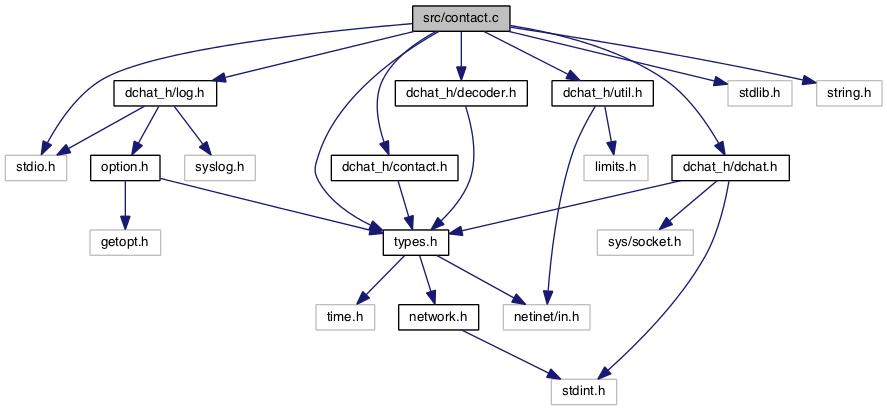 src/contact.c
dchat_h/log.h
dchat_h/decoder.h
dchat_h/util.h
stdlib.h
string.h
stdio.h
option.h
syslog.h
dchat_h/contact.h
limits.h
dchat_h/dchat.h
getopt.h
types.h
sys/socket.h
time.h
network.h
netinet/in.h
stdint.h